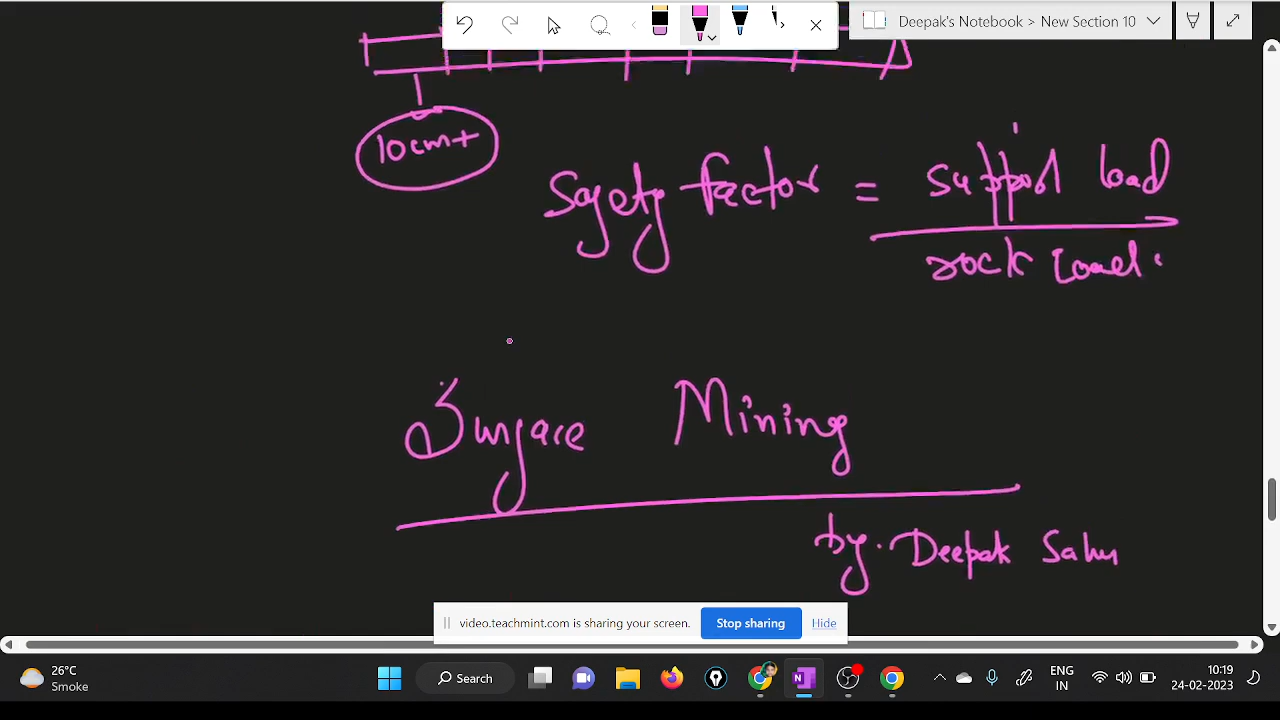 Deepak's Notebook > New Section 10
10cm+
Safety factor = support load
rock load
Surface Mining
by. Deepak Sahu
video.teachmint.com is sharing your screen.
Stop sharing
Hide
26°C
Smoke
Search
ENG
IN
10:19
24-02-2023